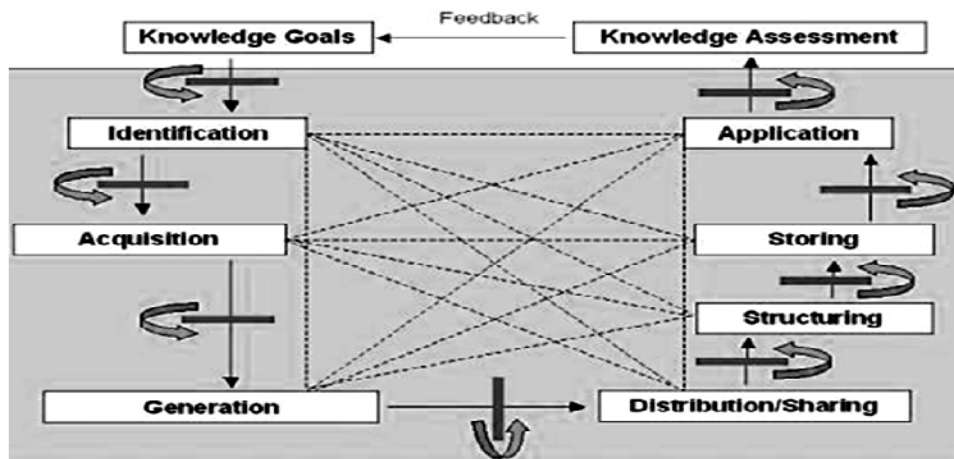 Feedback
Knowledge Goals
Knowledge Assessment
Identification
Application
Acquisition
Storing
Structuring
Generation
Distribution/Sharing